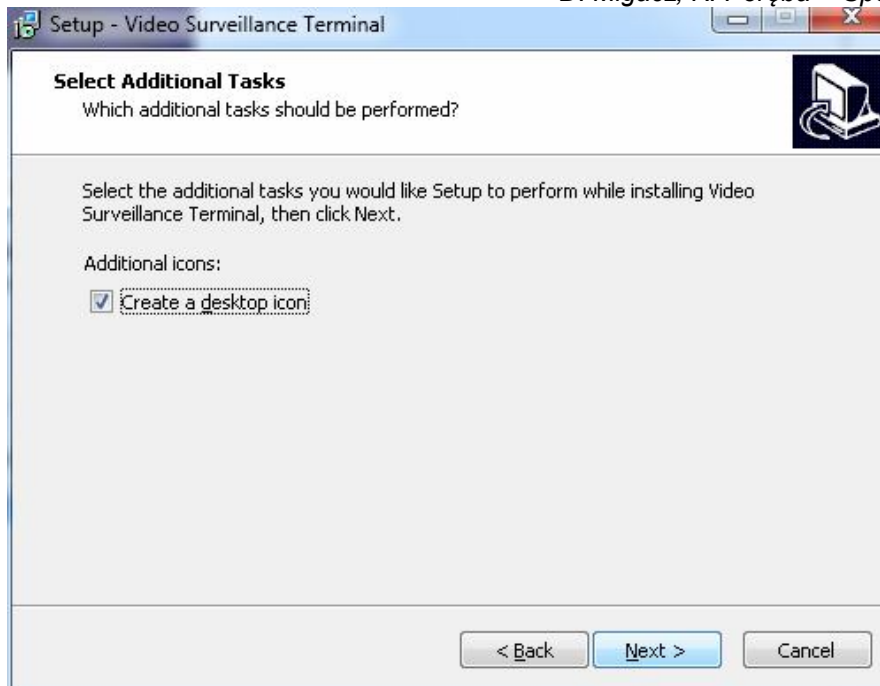 Setup - Video Surveillance Terminal
Select Additional Tasks
Which additional tasks should be performed?
Select the additional tasks you would like Setup to perform while installing Video
Surveillance Terminal, then click Next.
Additional icons:
Create a desktop icon
< Back
Next >
Cancel